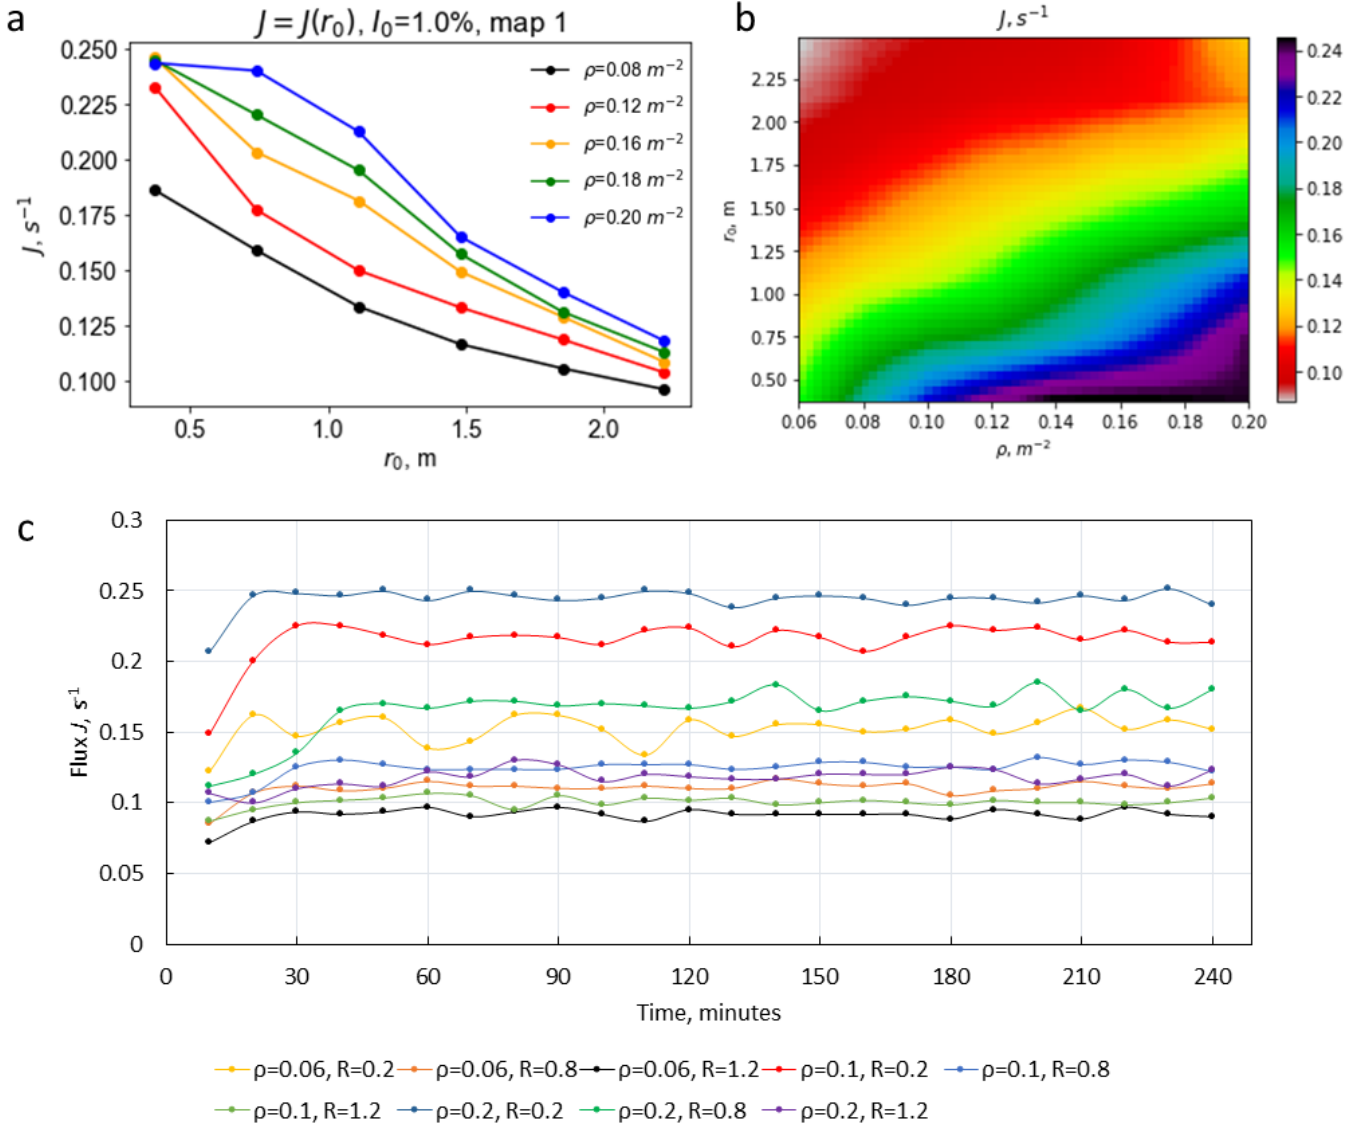 a
J = J(r₀), I₀=1.0%, map 1
0.250
0.225
0.200
0.175
0.150
0.125
0.100
J, s⁻¹
0.5 1.0 1.5 2.0
r₀, m
ρ=0.08 m⁻²
ρ=0.12 m⁻²
ρ=0.16 m⁻²
ρ=0.18 m⁻²
ρ=0.20 m⁻²
b
J, s⁻¹
2.25
2.00
1.75
1.50
1.25
1.00
0.75
0.50
r₀, m
0.06 0.08 0.10 0.12 0.14 0.16 0.18 0.20
ρ, m⁻²
0.24
0.22
0.20
0.18
0.16
0.14
0.12
0.10
c
0.3
0.25
0.2
0.15
0.1
0.05
0
Flux J, s⁻¹
0 30 60 90 120 150 180 210 240
Time, minutes
ρ=0.06, R=0.2 ρ=0.06, R=0.8 ρ=0.06, R=1.2 ρ=0.1, R=0.2 ρ=0.1, R=0.8
ρ=0.1, R=1.2 ρ=0.2, R=0.2 ρ=0.2, R=0.8 ρ=0.2, R=1.2